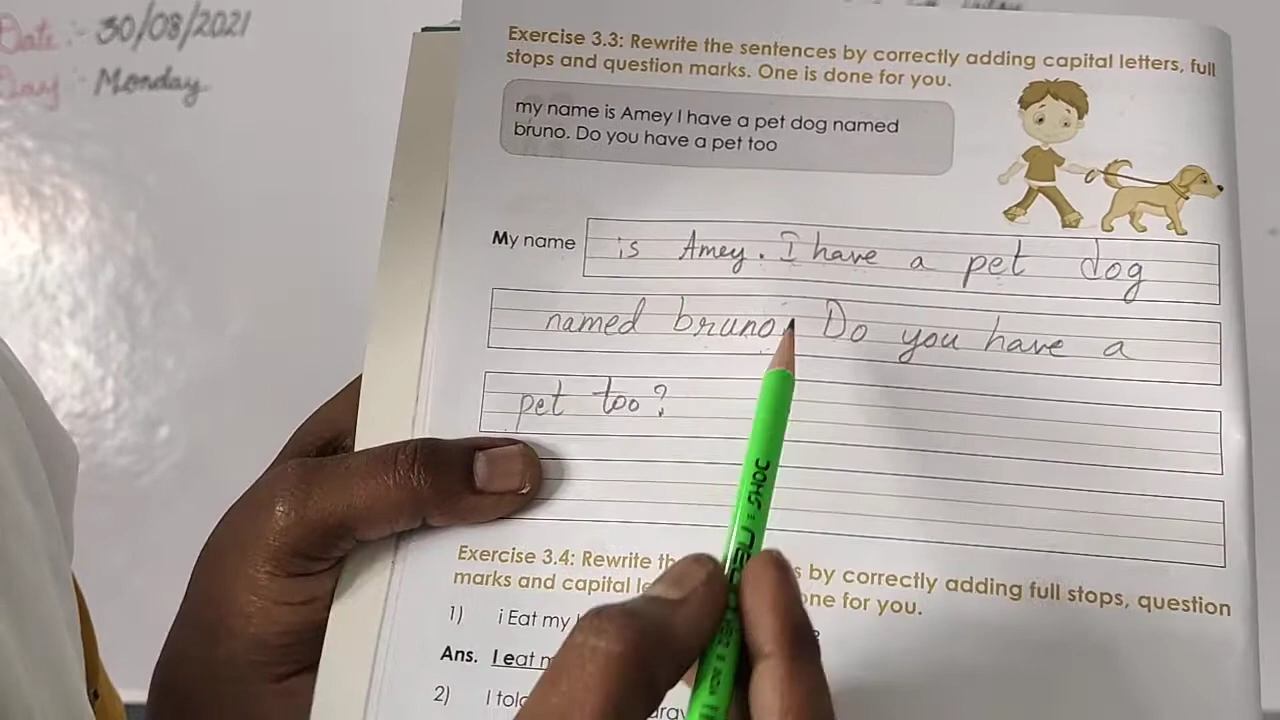 Date :- 30/08/2021
Day :- Monday
Exercise 3.3: Rewrite the sentences by correctly adding capital letters, full
stops and question marks. One is done for you.
my name is Amey I have a pet dog named
bruno. Do you have a pet too
My name is Amey. I have a pet dog
named bruno. Do you have a
pet too?
Exercise 3.4: Rewrite by correctly adding full stops, question
marks and capital one for you.
1) i Eat my
Ans. I eat
2) I